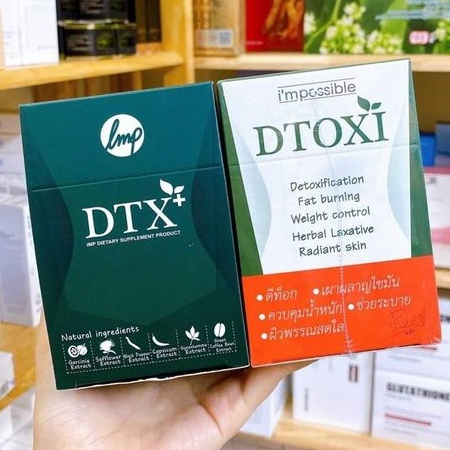 Imp
DTX+
IMP DIETARY SUPPLEMENT PRODUCT
Natural ingredients
Garcinia Extract
Safflower Extract
Black Pepper Extract
Capsicum Extract
Gynostemma Extract
Green Coffee Bean Extract
i'mpossible
DTOXI
Detoxification
Fat burning
Weight control
Herbal Laxative
Radiant skin
• ดีท็อก • เผาผลาญไขมัน
• ควบคุมน้ำหนัก • ช่วยระบาย
• ผิวพรรณสดใส
GLUTATHIONE